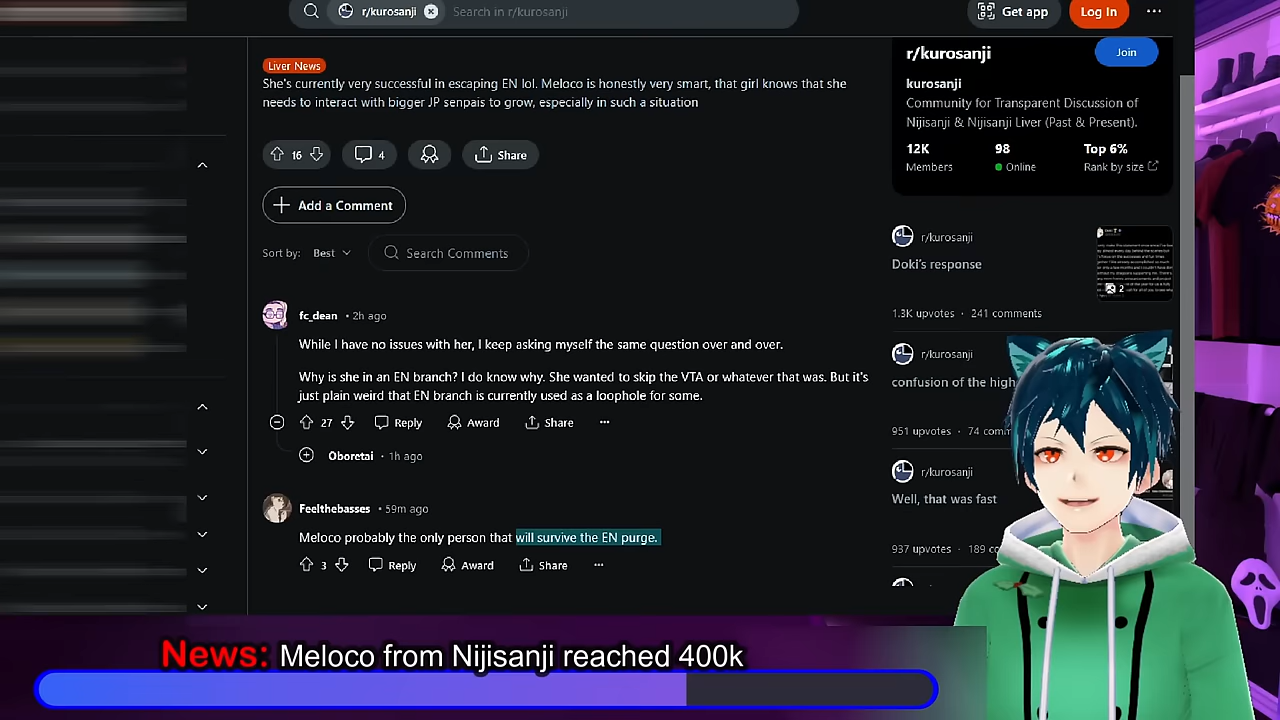 r/kurosanji
Search in r/kurosanji
Get app
Log In
Liver News
She's currently very successful in escaping EN lol. Meloco is honestly very smart, that girl knows that she
needs to interact with bigger JP senpais to grow, especially in such a situation
16
4
Share
Add a Comment
Sort by: Best
Search Comments
fc_dean • 2h ago
While I have no issues with her, I keep asking myself the same question over and over.
Why is she in an EN branch? I do know why. She wanted to skip the VTA or whatever that was. But it's
just plain weird that EN branch is currently used as a loophole for some.
27 Reply Award Share
Oboretai • 1h ago
Feelthebasses • 59m ago
Meloco probably the only person that will survive the EN purge.
3 Reply Award Share
r/kurosanji
Join
kurosanji
Community for Transparent Discussion of
Nijisanji & Nijisanji Liver (Past & Present).
12K 98 Top 6%
Members Online Rank by size
r/kurosanji
Doki's response
2
1.3K upvotes · 241 comments
r/kurosanji
confusion of the high
951 upvotes · 74 comm
r/kurosanji
Well, that was fast
937 upvotes · 189 co
News: Meloco from Nijisanji reached 400k